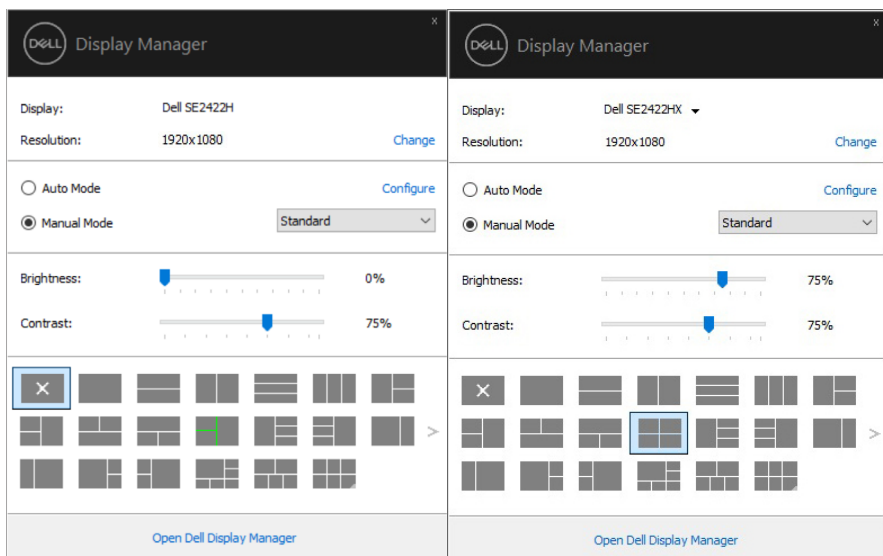 x
DELL Display Manager
Display: Dell SE2422H
Resolution: 1920x1080 Change
Auto Mode Configure
Manual Mode Standard
Brightness: 0%
Contrast: 75%
Open Dell Display Manager
x
DELL Display Manager
Display: Dell SE2422HX
Resolution: 1920x1080 Change
Auto Mode Configure
Manual Mode Standard
Brightness: 75%
Contrast: 75%
Open Dell Display Manager